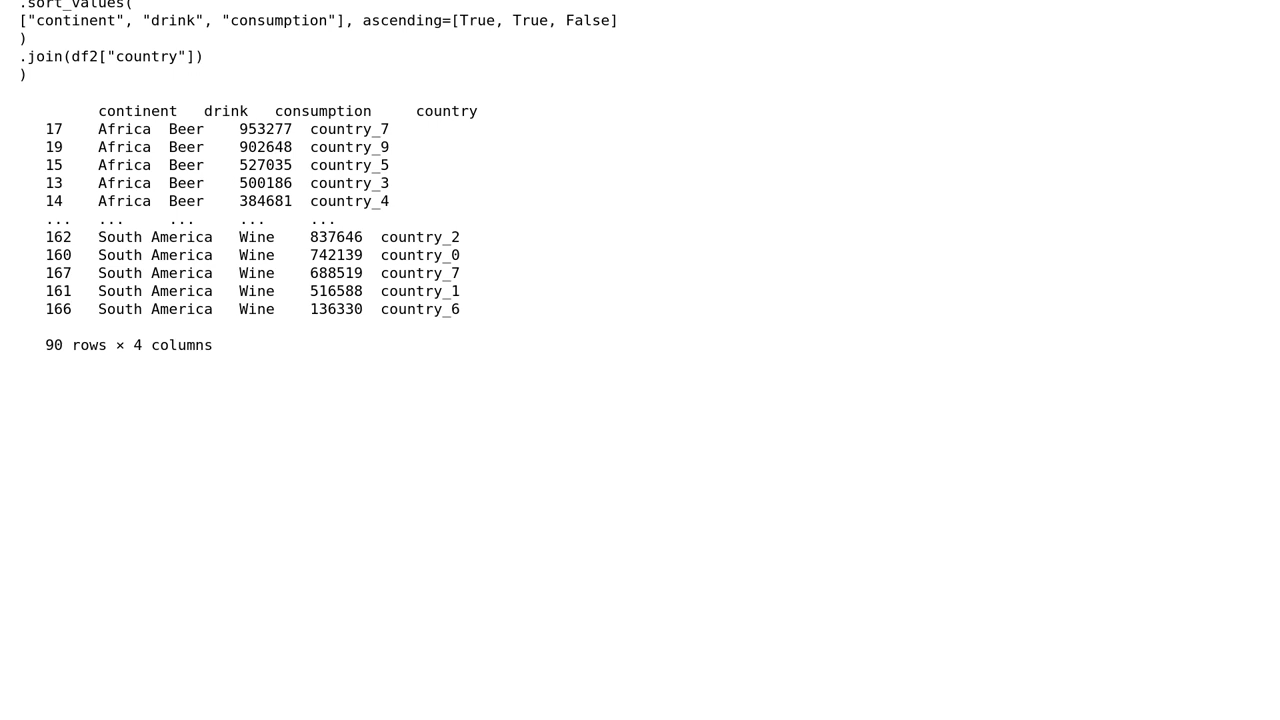 .sort_values(
["continent", "drink", "consumption"], ascending=[True, True, False]
)
.join(df2["country"])
)
continent drink consumption country
17 Africa Beer 953277 country_7
19 Africa Beer 902648 country_9
15 Africa Beer 527035 country_5
13 Africa Beer 500186 country_3
14 Africa Beer 384681 country_4
... ... ... ... ...
162 South America Wine 837646 country_2
160 South America Wine 742139 country_0
167 South America Wine 688519 country_7
161 South America Wine 516588 country_1
166 South America Wine 136330 country_6
90 rows × 4 columns